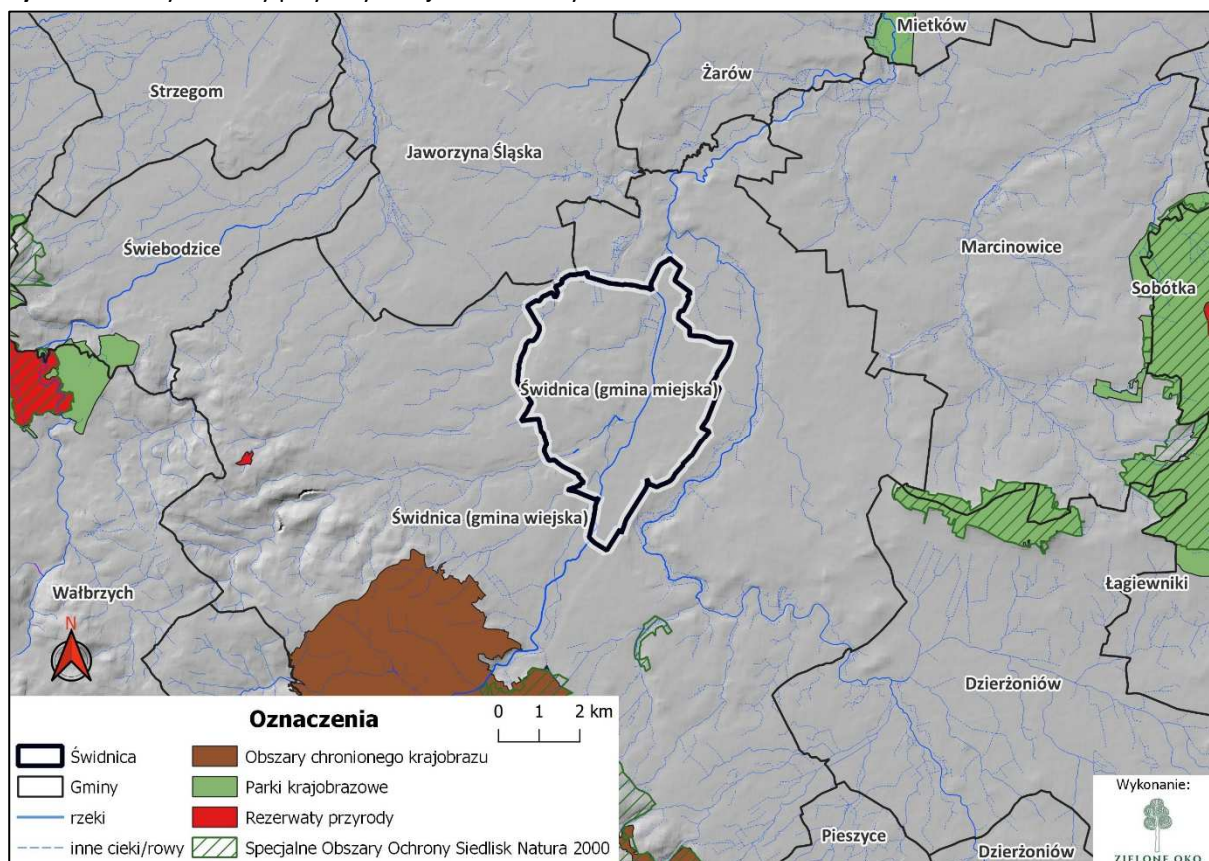 Mietków
Strzegom
Żarów
Jaworzyna Śląska
Świebodzice
Marcinowice
Sobótka
Świdnica (gmina miejska)
Świdnica (gmina wiejska)
Wałbrzych
Łagiewniki
N
Dzierżoniów
Oznaczenia
0 1 2 km
Świdnica
Obszary chronionego krajobrazu
Gminy
Parki krajobrazowe
rzeki
Rezerwaty przyrody
inne cieki/rowy
Specjalne Obszary Ochrony Siedlisk Natura 2000
Pieszyce
Dzierżoniów
Wykonanie:
ZIELONE OKO